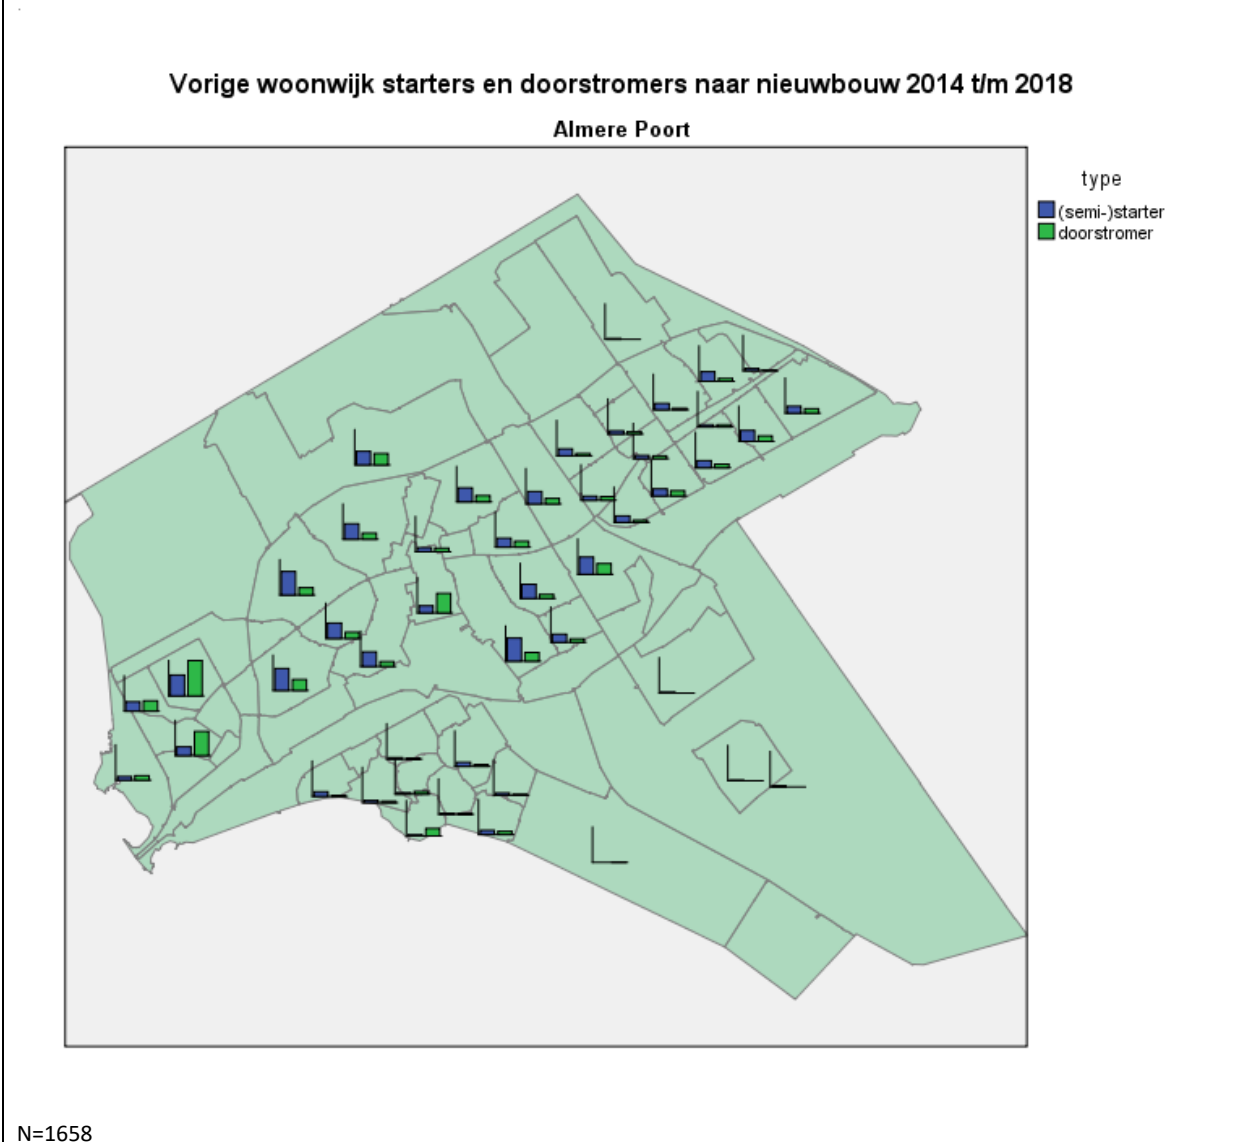 Vorige woonwijk starters en doorstromers naar nieuwbouw 2014 t/m 2018
Almere Poort
type
(semi-)starter
doorstromer
N=1658